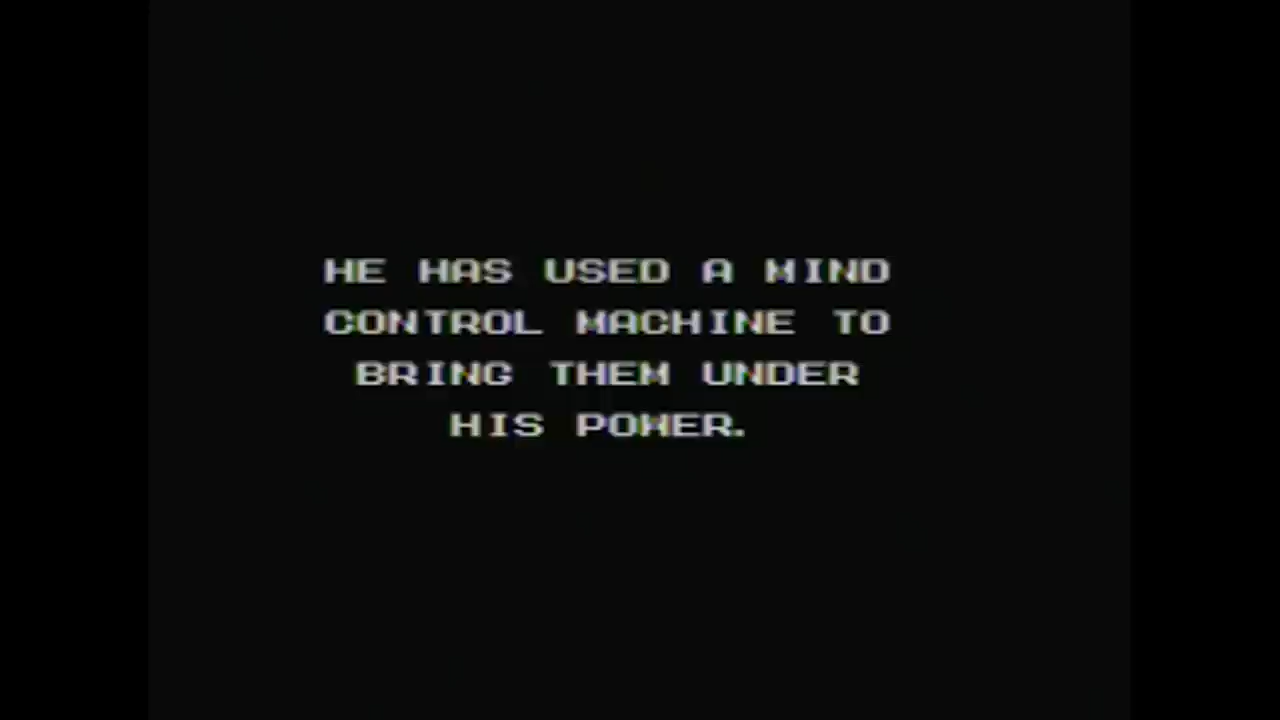 HE HAS USED A MIND
CONTROL MACHINE TO
BRING THEM UNDER
HIS POWER.